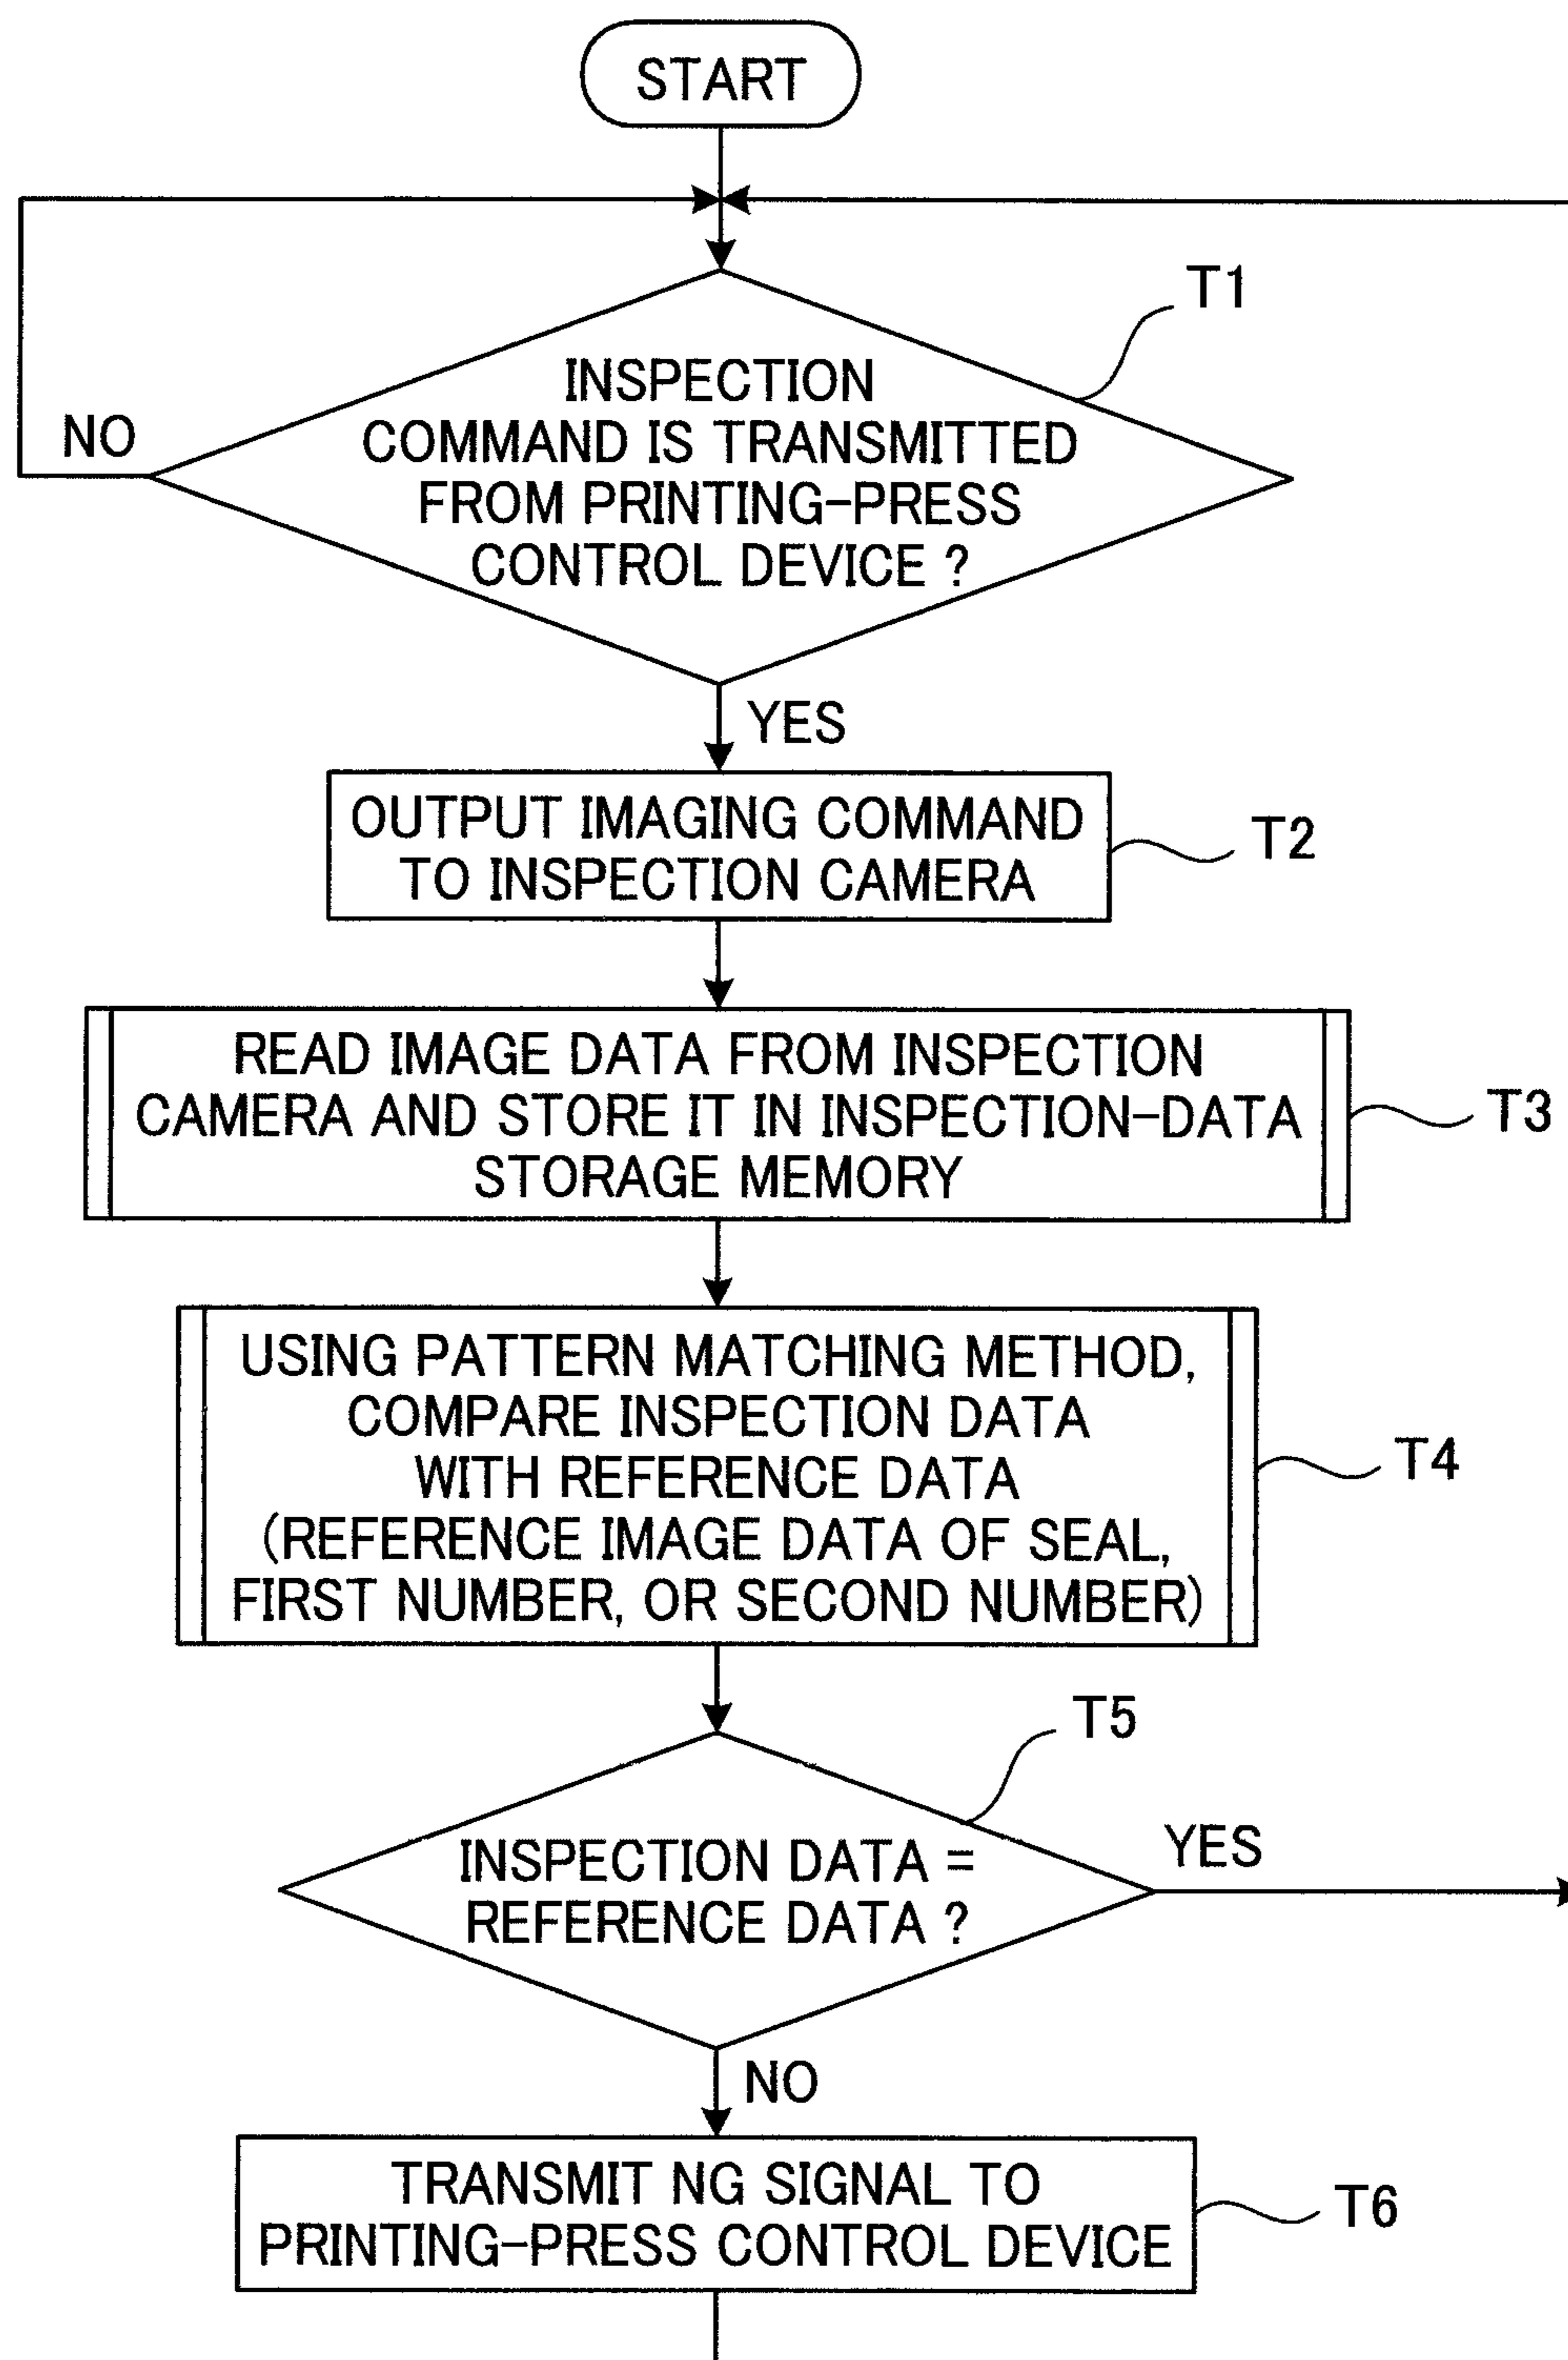 START
T1
INSPECTION
COMMAND IS TRANSMITTED
FROM PRINTING-PRESS
CONTROL DEVICE ?
NO
YES
OUTPUT IMAGING COMMAND
TO INSPECTION CAMERA
T2
READ IMAGE DATA FROM INSPECTION
CAMERA AND STORE IT IN INSPECTION-DATA
STORAGE MEMORY
T3
USING PATTERN MATCHING METHOD,
COMPARE INSPECTION DATA
WITH REFERENCE DATA
(REFERENCE IMAGE DATA OF SEAL,
FIRST NUMBER, OR SECOND NUMBER)
T4
T5
INSPECTION DATA =
REFERENCE DATA ?
YES
NO
TRANSMIT NG SIGNAL TO
PRINTING-PRESS CONTROL DEVICE
T6